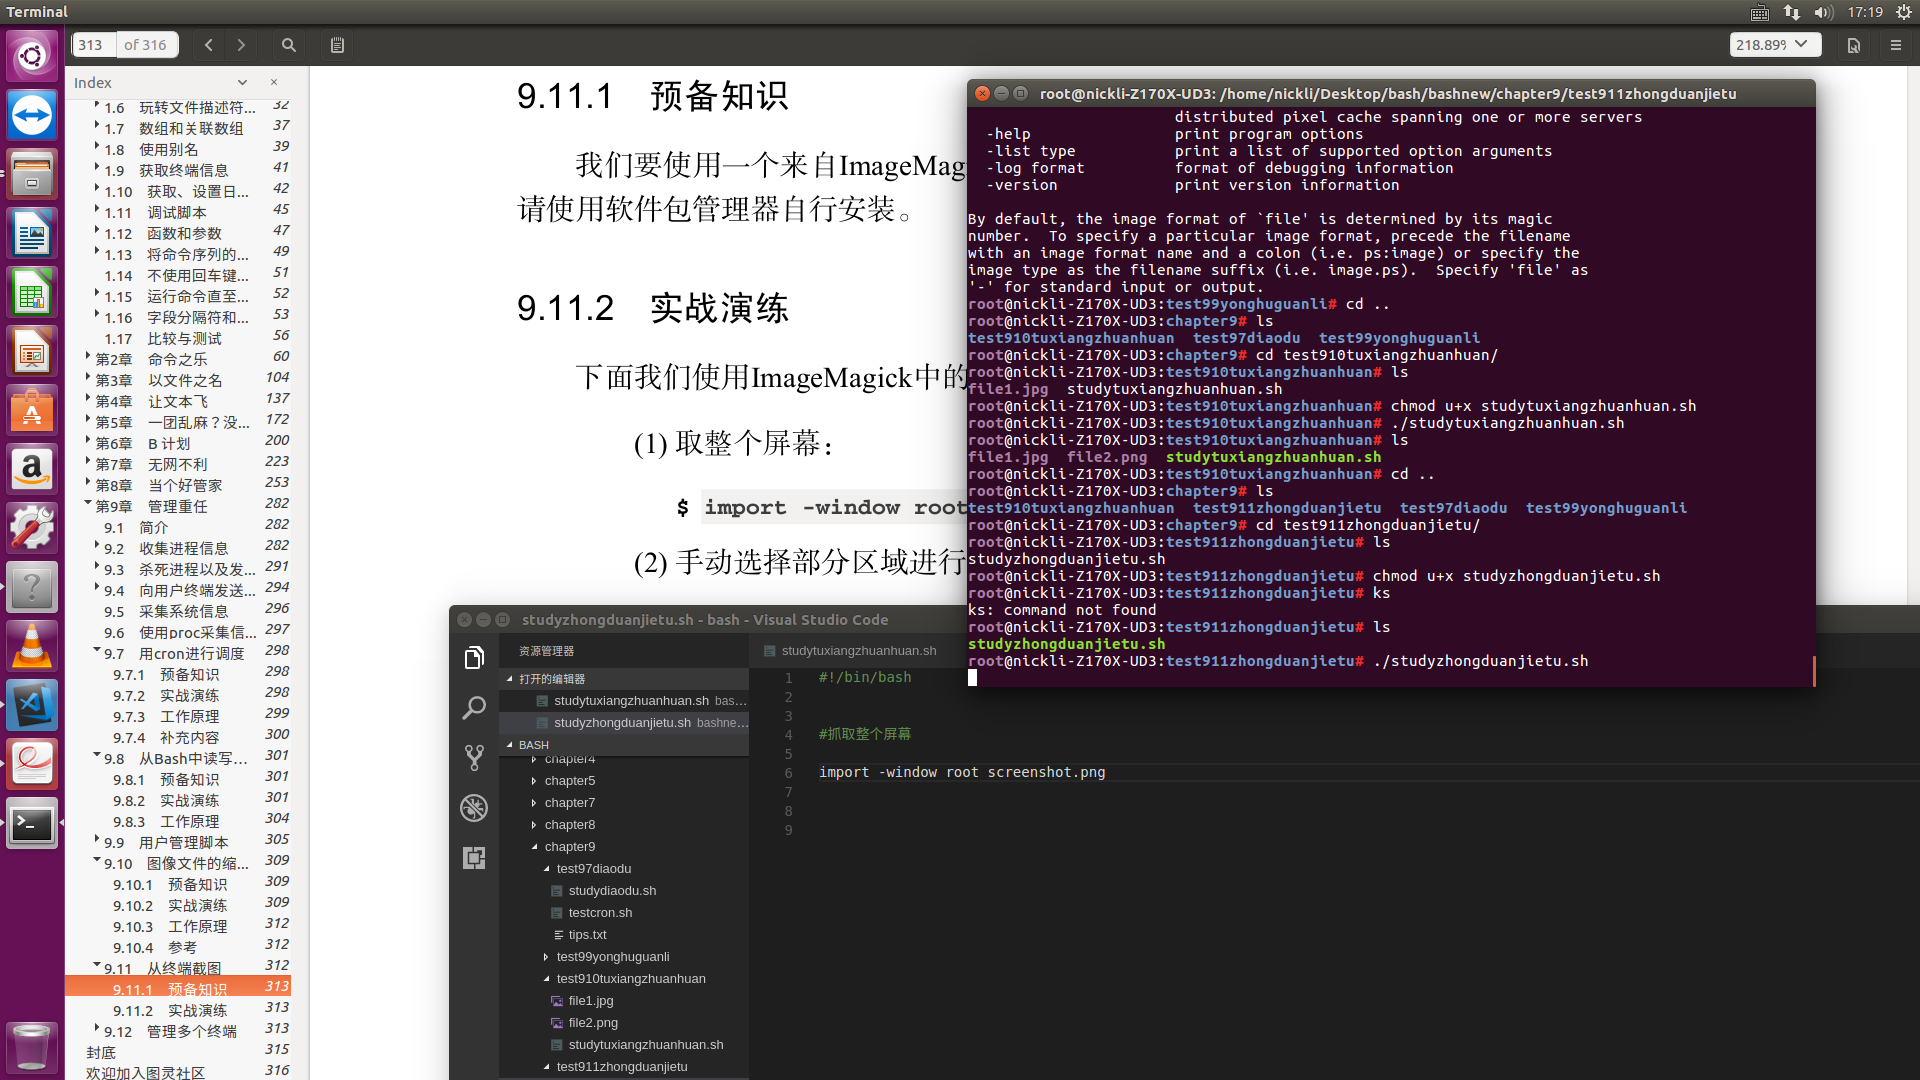 Terminal
17:19
313 of 316
218.89%
Index
1.6 玩转文件描述符... 32
1.7 数组和关联数组 37
1.8 使用别名 39
1.9 获取终端信息 41
1.10 获取、设置日... 42
1.11 调试脚本 45
1.12 函数和参数 47
1.13 将命令序列的... 49
1.14 不使用回车键... 51
1.15 运行命令直至... 52
1.16 字段分隔符和... 53
1.17 比较与测试 56
第2章 命令之乐 60
第3章 以文件之名 104
第4章 让文本飞 137
第5章 一团乱麻？没... 172
第6章 B 计划 200
第7章 无网不利 223
第8章 当个好管家 253
第9章 管理重任 282
9.1 简介 282
9.2 收集进程信息 282
9.3 杀死进程以及发... 291
9.4 向用户终端发送... 294
9.5 采集系统信息 296
9.6 使用proc采集信... 297
9.7 用cron进行调度 298
9.7.1 预备知识 298
9.7.2 实战演练 298
9.7.3 工作原理 299
9.7.4 补充内容 300
9.8 从Bash中读写... 301
9.8.1 预备知识 301
9.8.2 实战演练 301
9.8.3 工作原理 304
9.9 用户管理脚本 305
9.10 图像文件的缩... 309
9.10.1 预备知识 309
9.10.2 实战演练 309
9.10.3 工作原理 312
9.10.4 参考 312
9.11 从终端截图 312
9.11.1 预备知识 313
9.11.2 实战演练 313
9.12 管理多个终端 313
封底 315
欢迎加入图灵社区 316
9.11.1 预备知识
我们要使用一个来自ImageMag
请使用软件包管理器自行安装。
9.11.2 实战演练
下面我们使用ImageMagick中的
(1) 取整个屏幕：
$ import -window root
(2) 手动选择部分区域进行
root@nickli-Z170X-UD3: /home/nickli/Desktop/bash/bashnew/chapter9/test911zhongduanjietu
distributed pixel cache spanning one or more servers
-help print program options
-list type print a list of supported option arguments
-log format format of debugging information
-version print version information
By default, the image format of `file' is determined by its magic
number. To specify a particular image format, precede the filename
with an image format name and a colon (i.e. ps:image) or specify the
image type as the filename suffix (i.e. image.ps). Specify 'file' as
'-' for standard input or output.
root@nickli-Z170X-UD3:test99yonghuguanli# cd ..
root@nickli-Z170X-UD3:chapter9# ls
test910tuxiangzhuanhuan test97diaodu test99yonghuguanli
root@nickli-Z170X-UD3:chapter9# cd test910tuxiangzhuanhuan/
root@nickli-Z170X-UD3:test910tuxiangzhuanhuan# ls
file1.jpg studytuxiangzhuanhuan.sh
root@nickli-Z170X-UD3:test910tuxiangzhuanhuan# chmod u+x studytuxiangzhuanhuan.sh
root@nickli-Z170X-UD3:test910tuxiangzhuanhuan# ./studytuxiangzhuanhuan.sh
root@nickli-Z170X-UD3:test910tuxiangzhuanhuan# ls
file1.jpg file2.png studytuxiangzhuanhuan.sh
root@nickli-Z170X-UD3:test910tuxiangzhuanhuan# cd ..
root@nickli-Z170X-UD3:chapter9# ls
test910tuxiangzhuanhuan test911zhongduanjietu test97diaodu test99yonghuguanli
root@nickli-Z170X-UD3:chapter9# cd test911zhongduanjietu/
root@nickli-Z170X-UD3:test911zhongduanjietu# ls
studyzhongduanjietu.sh
root@nickli-Z170X-UD3:test911zhongduanjietu# chmod u+x studyzhongduanjietu.sh
root@nickli-Z170X-UD3:test911zhongduanjietu# ks
ks: command not found
root@nickli-Z170X-UD3:test911zhongduanjietu# ls
studyzhongduanjietu.sh
root@nickli-Z170X-UD3:test911zhongduanjietu# ./studyzhongduanjietu.sh
studyzhongduanjietu.sh - bash - Visual Studio Code
资源管理器
打开的编辑器
studytuxiangzhuanhuan.sh bas...
studyzhongduanjietu.sh bashne...
BASH
chapter4
chapter5
chapter7
chapter8
chapter9
test97diaodu
studydiaodu.sh
testcron.sh
tips.txt
test99yonghuguanli
test910tuxiangzhuanhuan
file1.jpg
file2.png
studytuxiangzhuanhuan.sh
test911zhongduanjietu
studytuxiangzhuanhuan.sh
1 #!/bin/bash
2
3
4 #抓取整个屏幕
5
6 import -window root screenshot.png
7
8
9